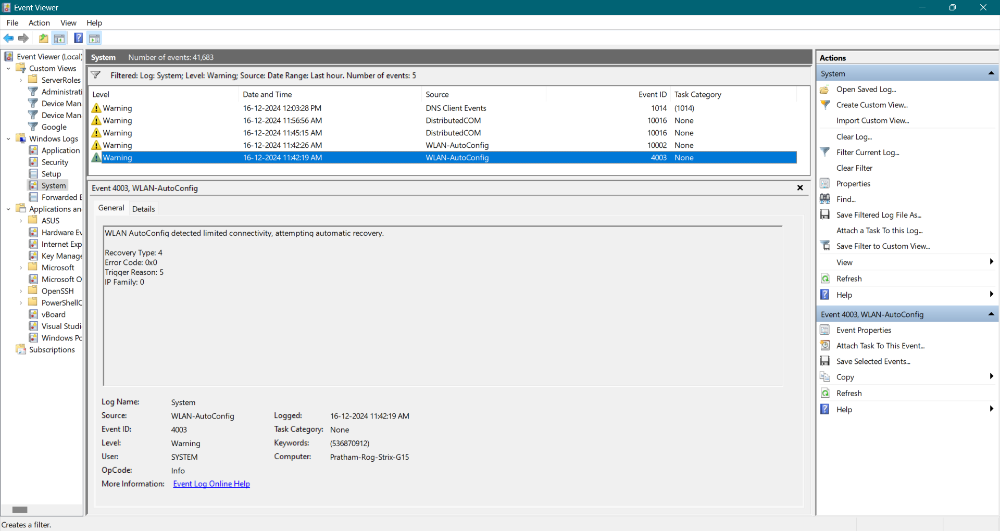 Event Viewer
File Action View Help
Event Viewer (Local)
Custom Views
ServerRoles
Administrati
Device Man
Device Man
Google
Windows Logs
Application
Security
Setup
System
Forwarded E
Applications an
ASUS
Hardware Ev
Internet Exp
Key Manage
Microsoft
Microsoft O
OpenSSH
PowerShellC
vBoard
Visual Studi
Windows Po
Subscriptions
System Number of events: 41,683
Filtered: Log: System; Level: Warning; Source: Date Range: Last hour. Number of events: 5
Level Date and Time Source Event ID Task Category
Warning 16-12-2024 12:03:28 PM DNS Client Events 1014 (1014)
Warning 16-12-2024 11:56:56 AM DistributedCOM 10016 None
Warning 16-12-2024 11:45:15 AM DistributedCOM 10016 None
Warning 16-12-2024 11:42:26 AM WLAN-AutoConfig 10002 None
Warning 16-12-2024 11:42:19 AM WLAN-AutoConfig 4003 None
Event 4003, WLAN-AutoConfig
General Details
WLAN AutoConfig detected limited connectivity, attempting automatic recovery.
Recovery Type: 4
Error Code: 0x0
Trigger Reason: 5
IP Family: 0
Log Name: System
Source: WLAN-AutoConfig Logged: 16-12-2024 11:42:19 AM
Event ID: 4003 Task Category: None
Level: Warning Keywords: (536870912)
User: SYSTEM Computer: Pratham-Rog-Strix-G15
OpCode: Info
More Information: Event Log Online Help
Actions
System
Open Saved Log...
Create Custom View...
Import Custom View...
Clear Log...
Filter Current Log...
Clear Filter
Properties
Find...
Save Filtered Log File As...
Attach a Task To this Log...
Save Filter to Custom View...
View
Refresh
Help
Event 4003, WLAN-AutoConfig
Event Properties
Attach Task To This Event...
Save Selected Events...
Copy
Refresh
Help
Creates a filter.